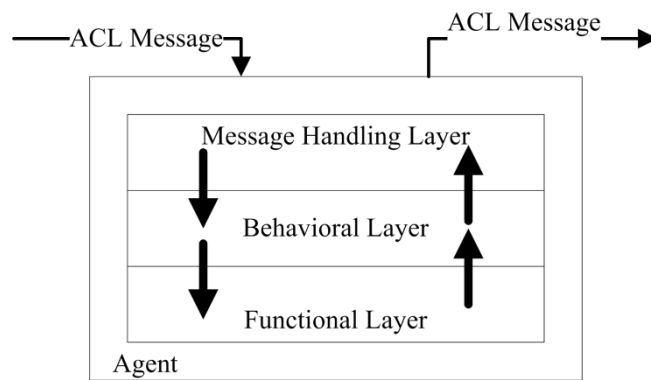 ACL Message
ACL Message
Message Handling Layer
Behavioral Layer
Functional Layer
Agent